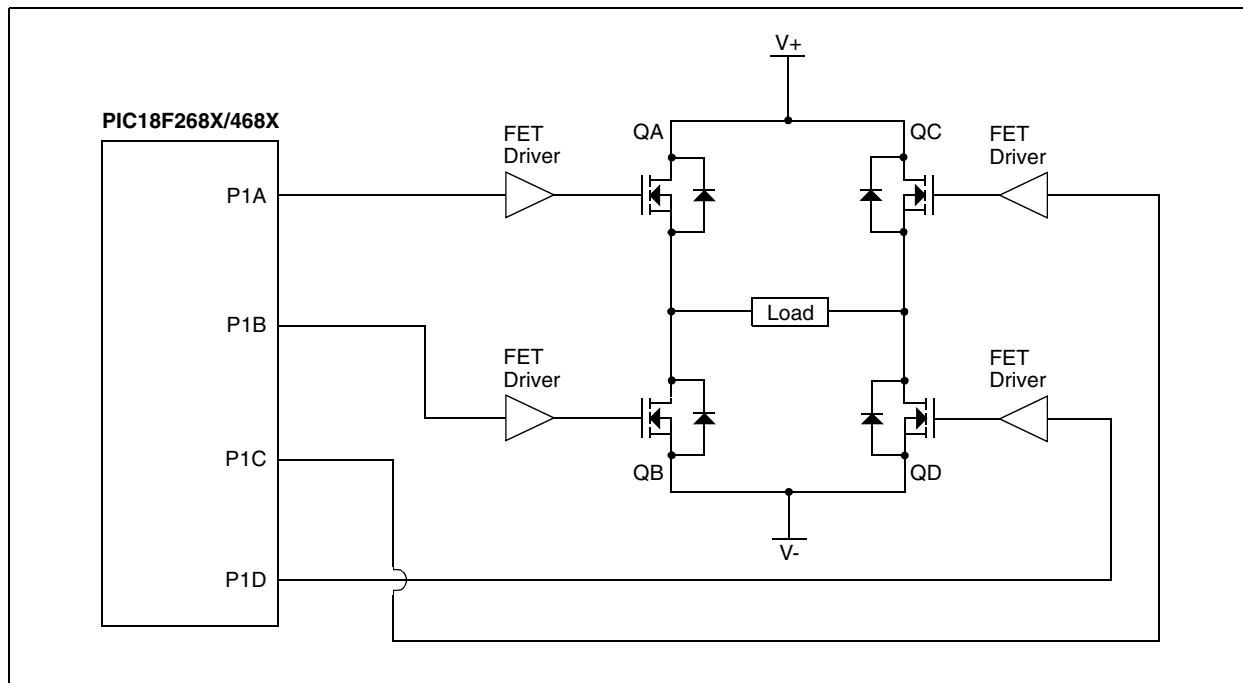 V+
PIC18F268X/468X
FET
Driver
QA
QC
FET
Driver
P1A
P1B
Load
FET
Driver
FET
Driver
P1C
QB
QD
V-
P1D